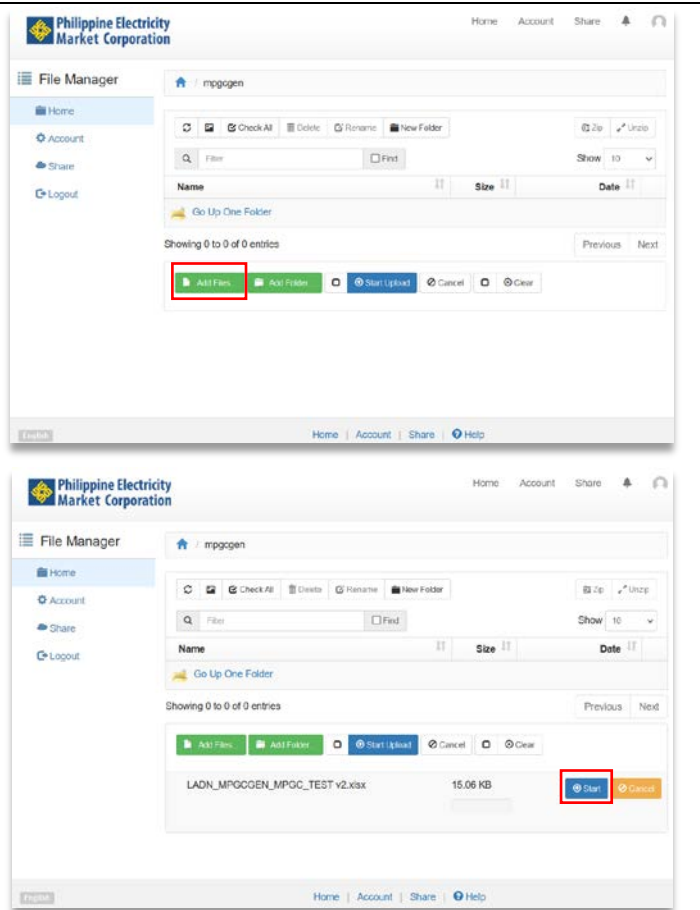 Philippine Electricity
Market Corporation
Home Account Share
File Manager
/ mpgcgen
Home
Account
Share
Logout
Check All Delete Rename New Folder Zip Unzip
Filter Find Show 10
Name Size Date
Go Up One Folder
Showing 0 to 0 of 0 entries Previous Next
Add Files... Add Folder... Start Upload Cancel Clear
English
Home | Account | Share | Help
Philippine Electricity
Market Corporation
Home Account Share
File Manager
/ mpgcgen
Home
Account
Share
Logout
Check All Delete Rename New Folder Zip Unzip
Filter Find Show 10
Name Size Date
Go Up One Folder
Showing 0 to 0 of 0 entries Previous Next
Add Files... Add Folder... Start Upload Cancel Clear
LADN_MPGCGEN_MPGC_TEST v2.xlsx 15.06 KB Start Cancel
English
Home | Account | Share | Help